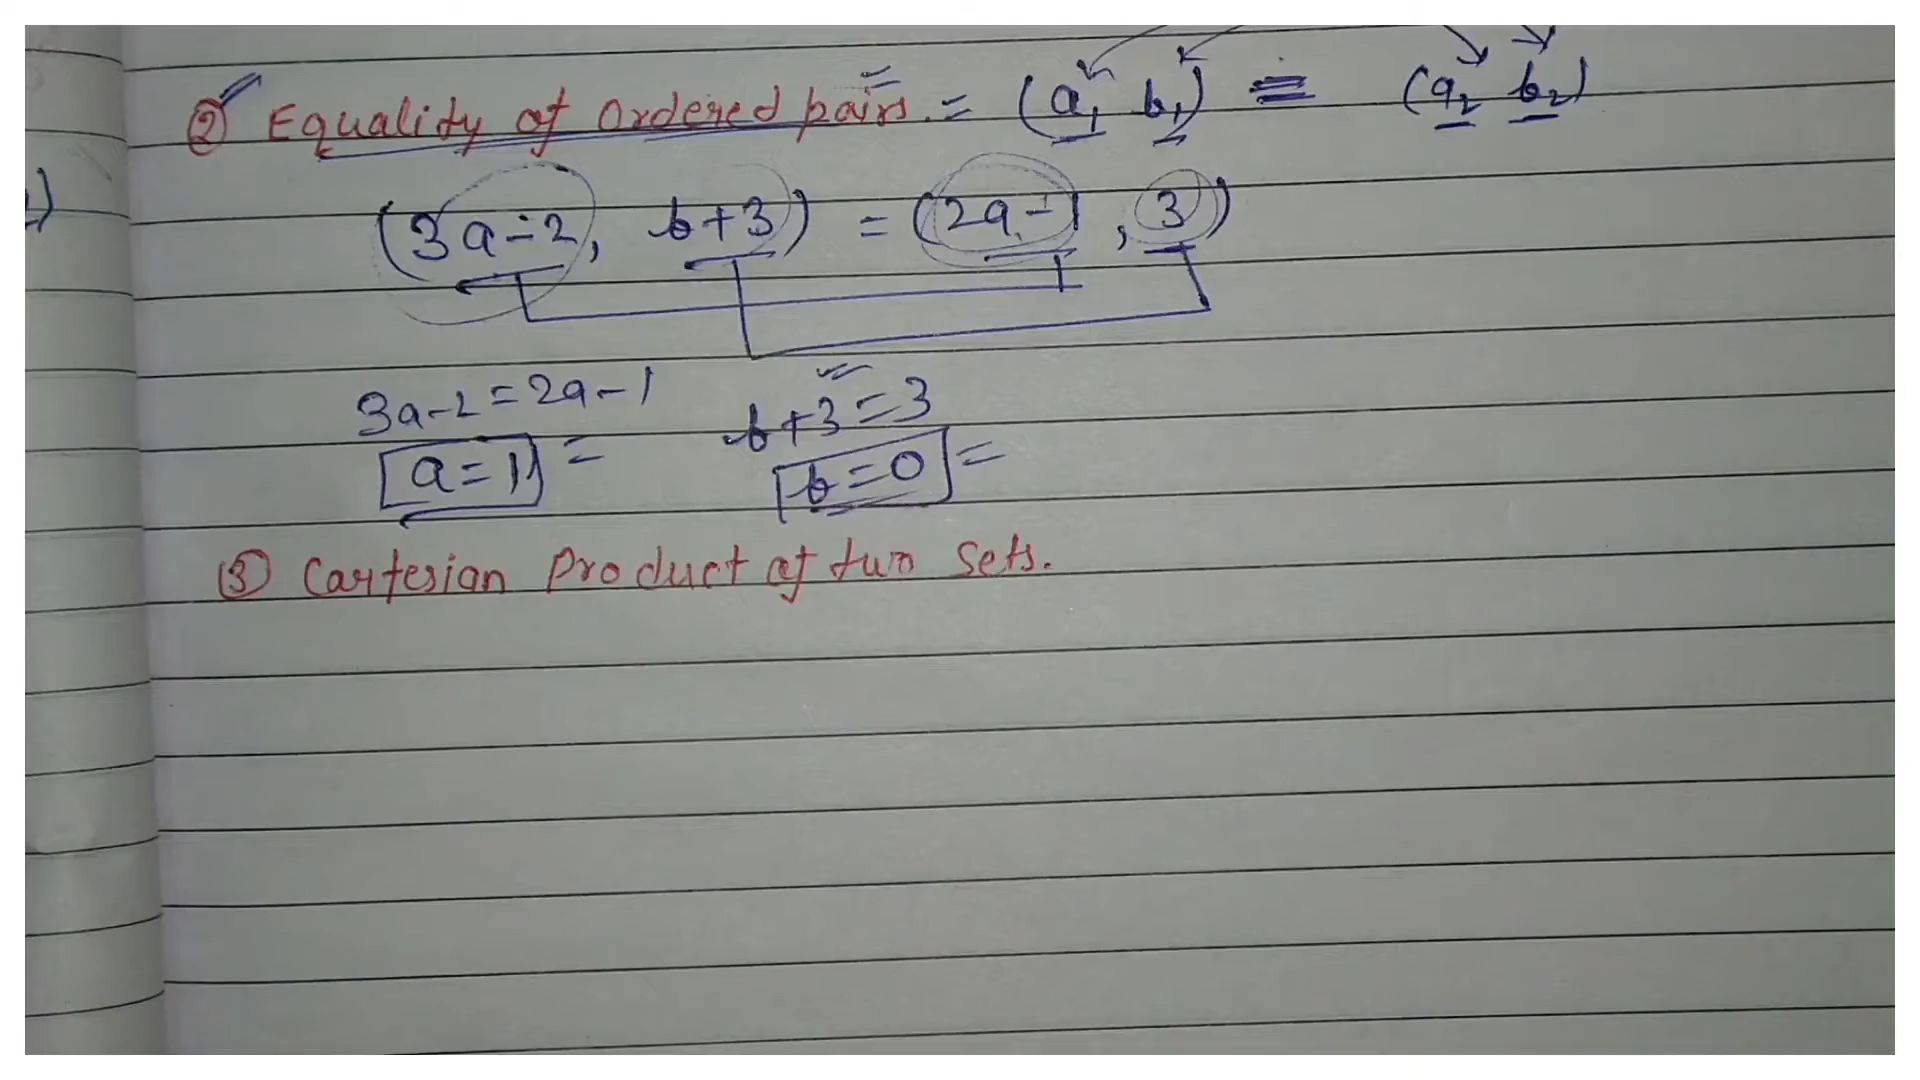 ② Equality of Ordered pairs. = (a₁ b₁) = (a₂ b₂)
(3a-2, b+3) = (2a-1, 3)
3a-2=2a-1 b+3=3
a=1 = b=0 =
③ Cartesian Product of two Sets.